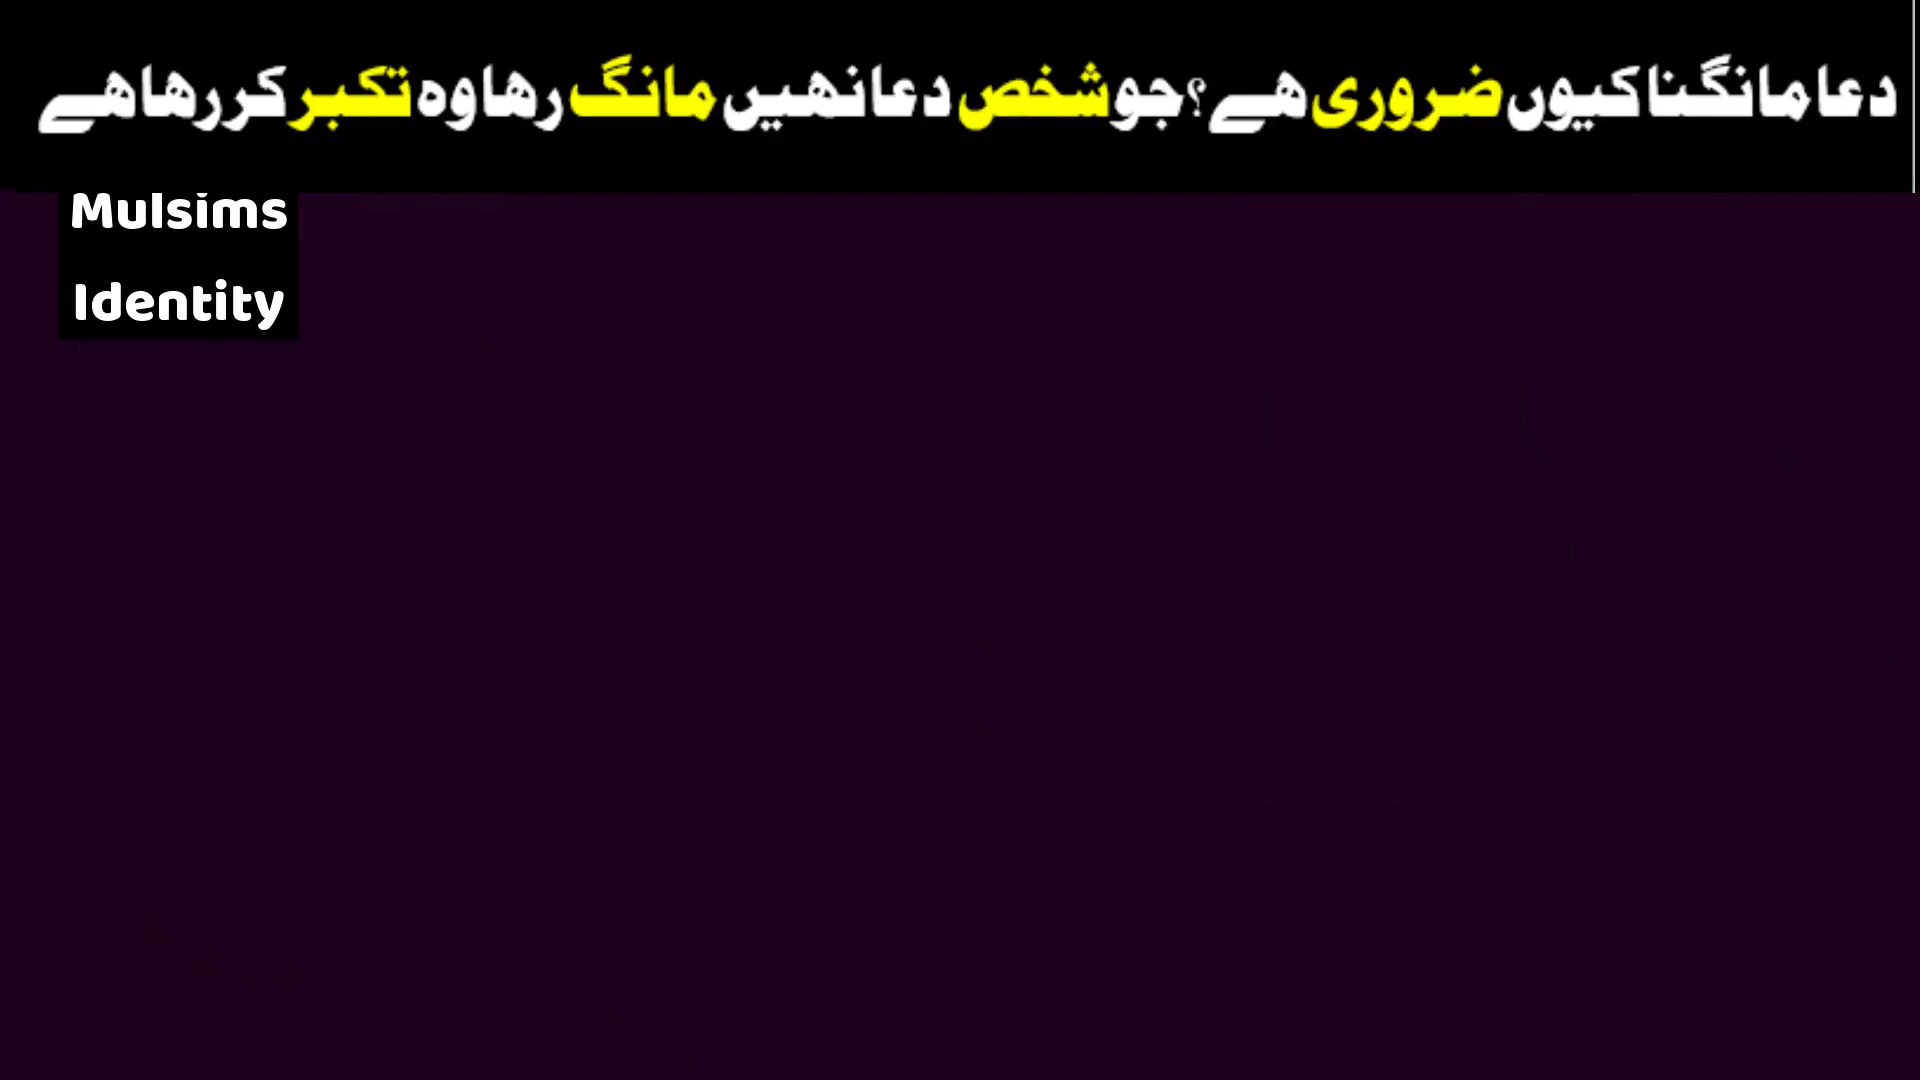 دعا مانگنا کیوں ضروری ہے؟ جو شخص دعا نہیں مانگ رہا وہ تکبر کر رہا ہے
Mulsims
Identity